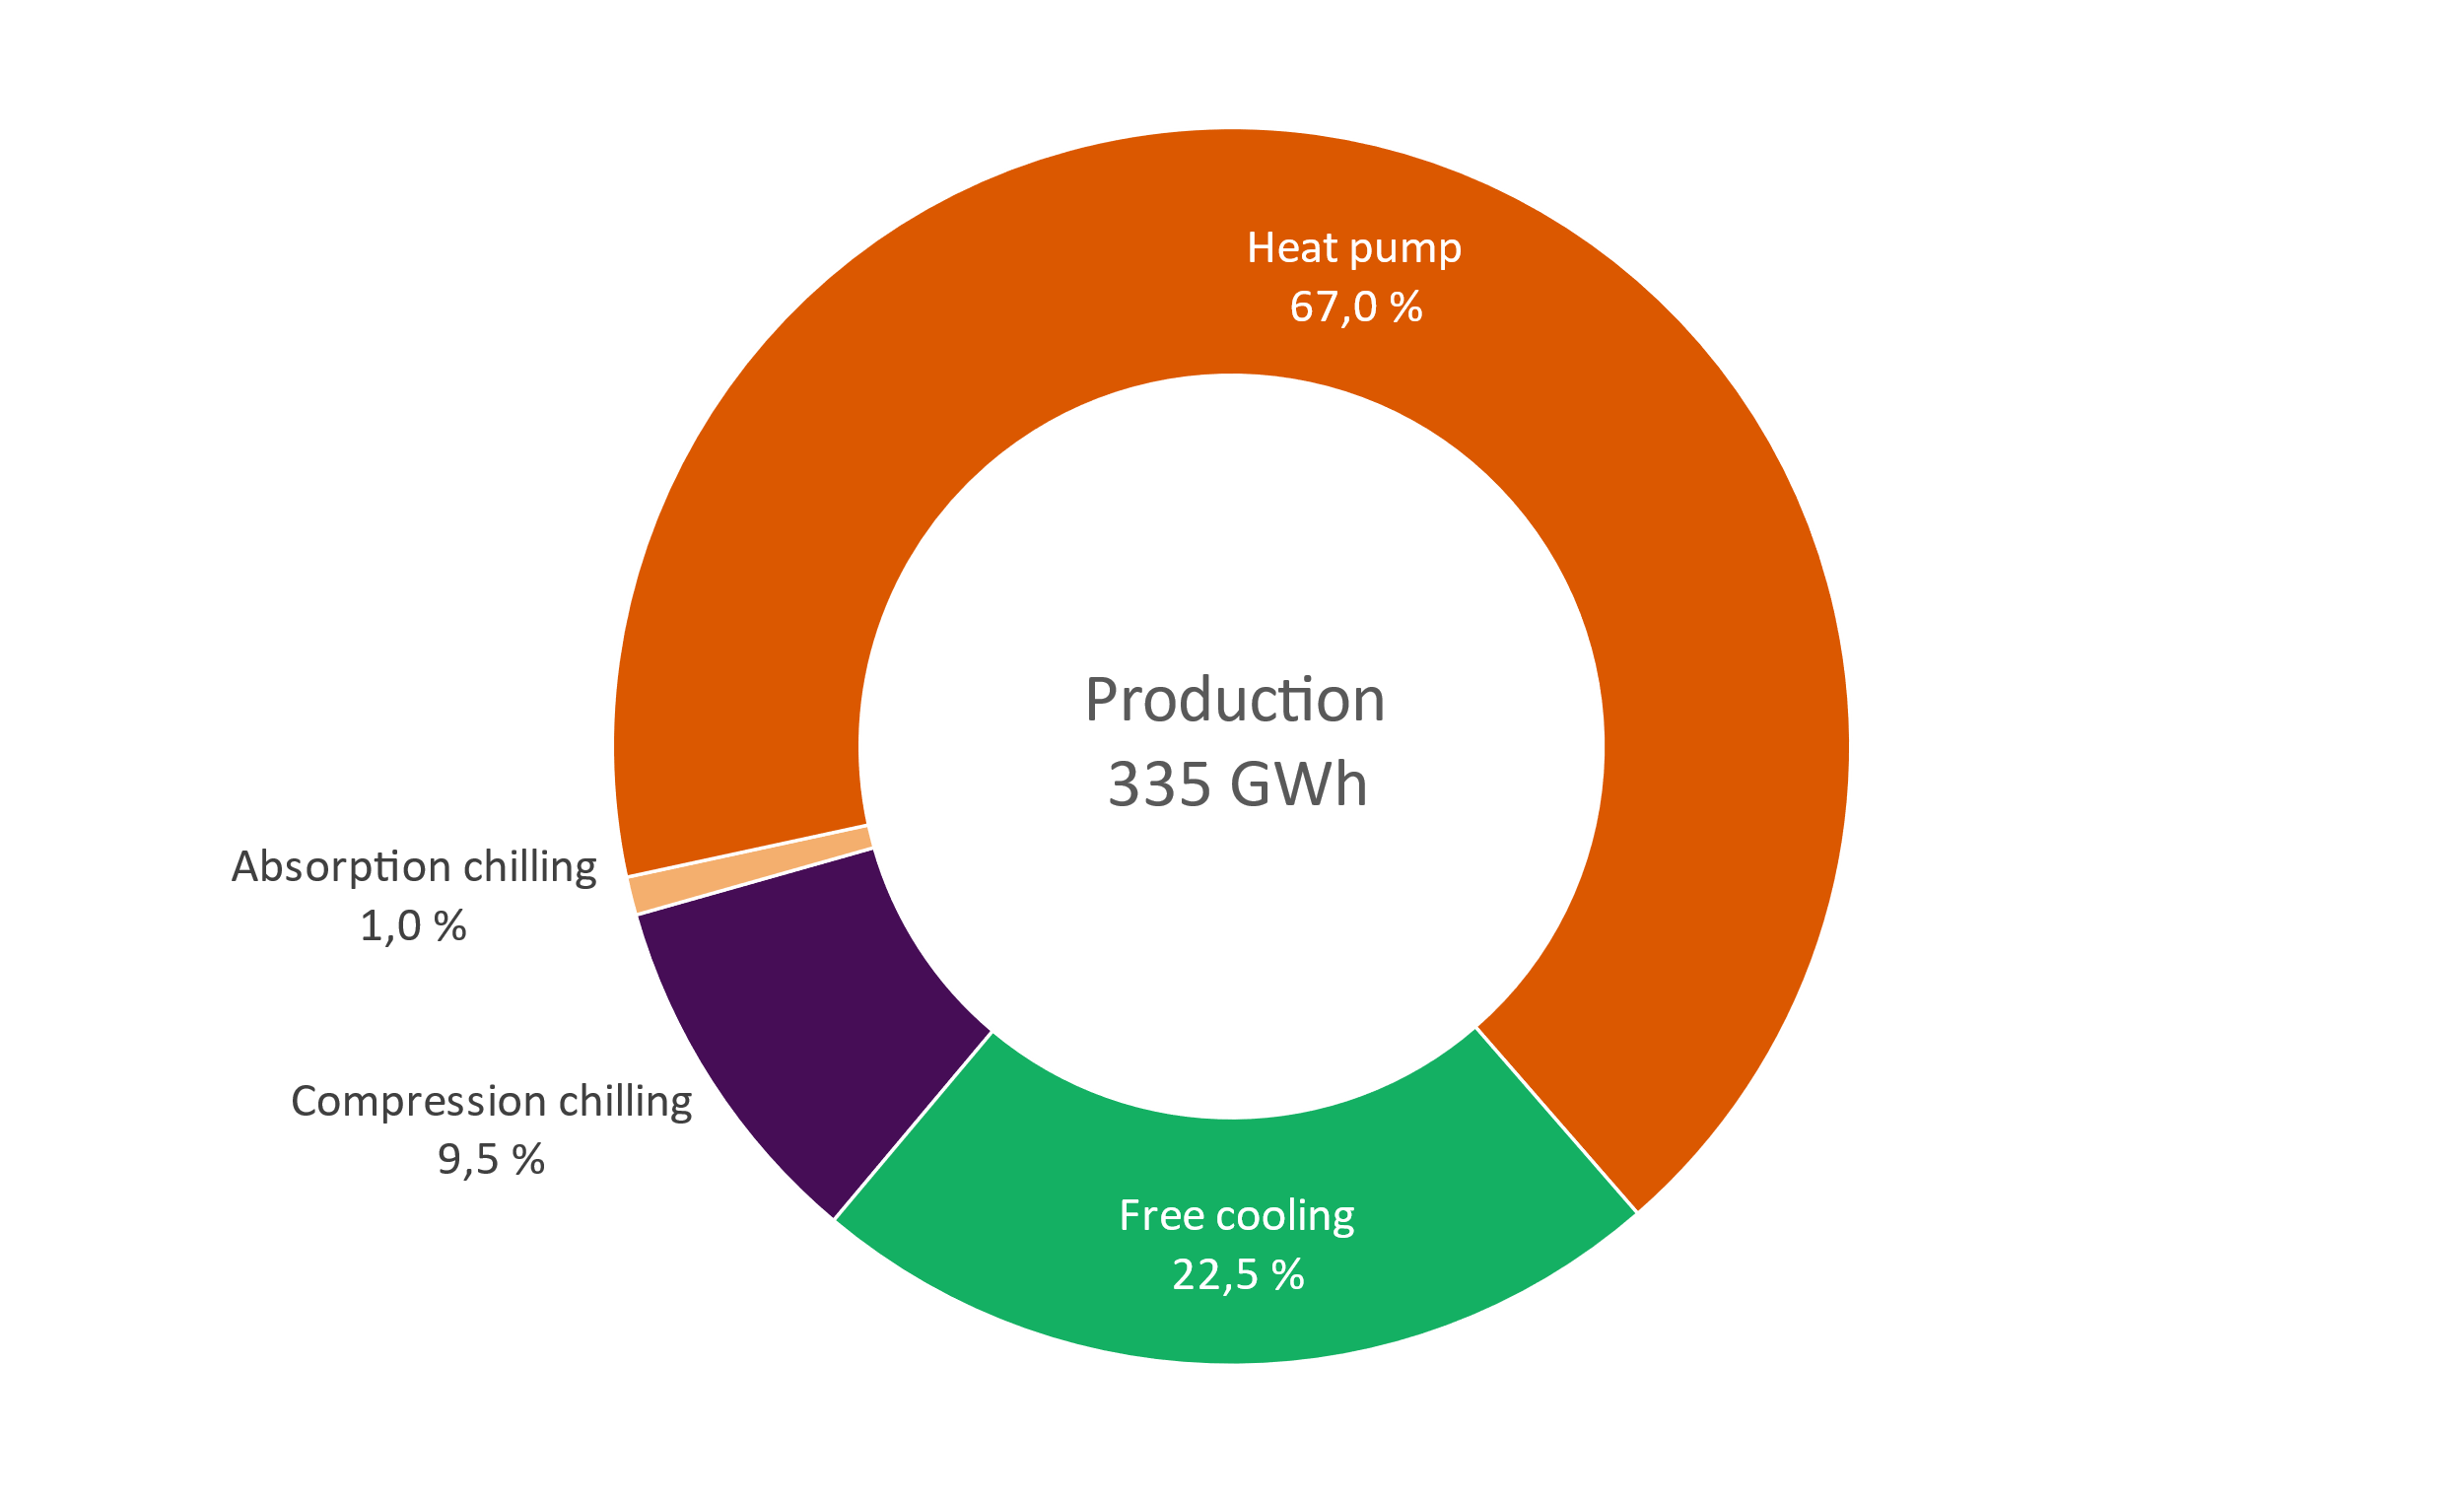 Heat pump
67,0 %
Production
335 GWh
Absorption chilling
1,0 %
Compression chilling
9,5 %
Free cooling
22,5 %